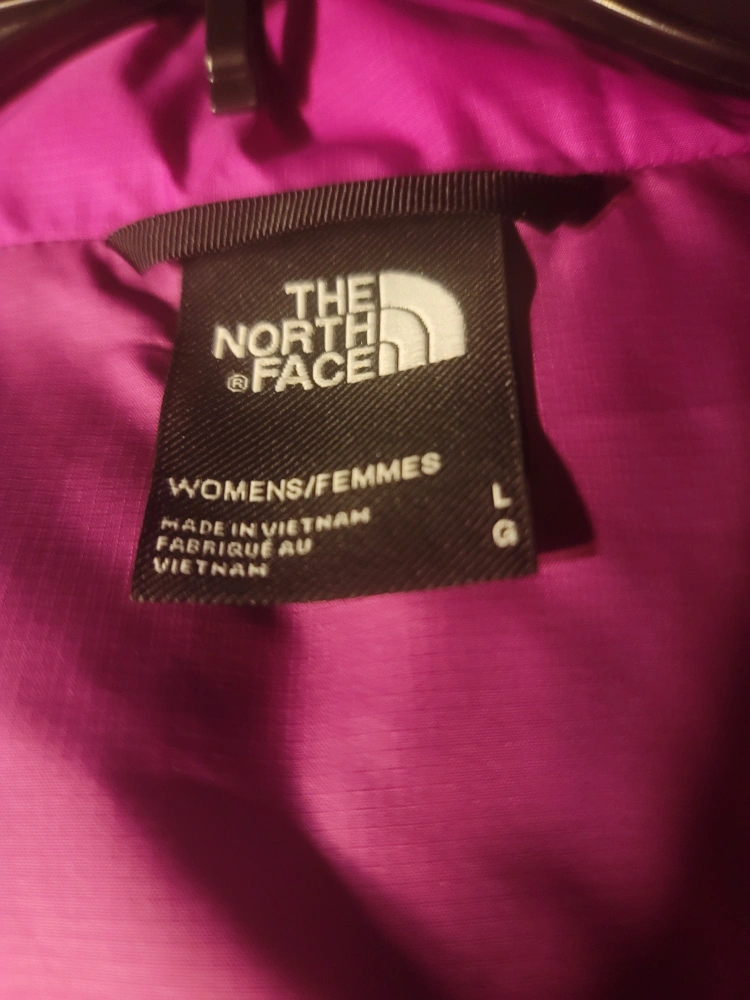 THE
NORTH
®FACE
WOMENS/FEMMES
MADE IN VIETNAM
FABRIQUÉ AU
VIETNAM
L
G